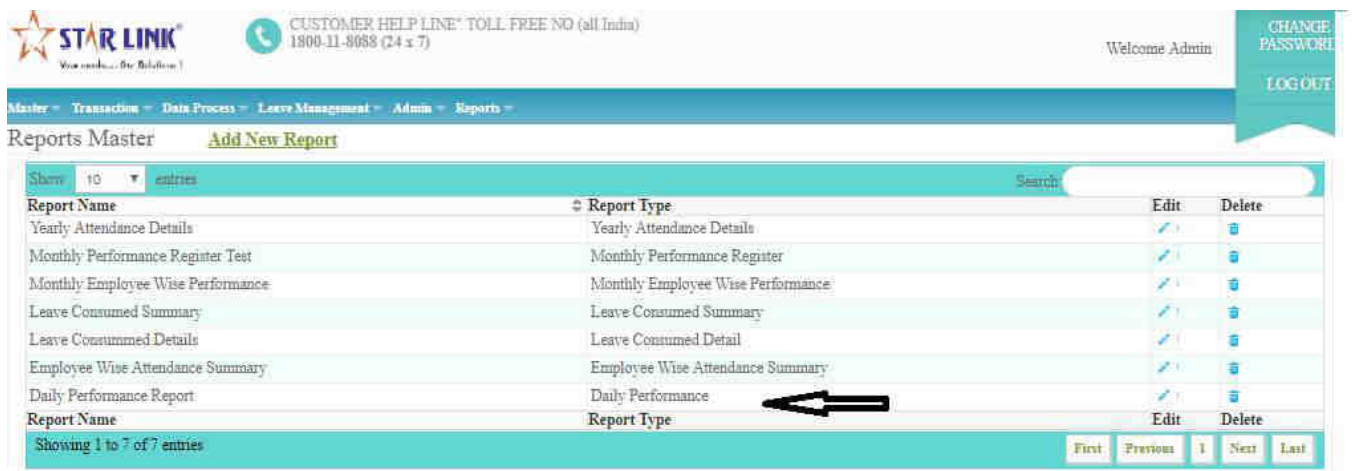 STAR LINK
CUSTOMER HELP LINE" TOLL FREE NO (all India)
1800-11-8088 (24 x 7)
Welcome Admin
CHANGE PASSWORD
LOG OUT
Master Transaction Data Process Leave Management Admin Reports
Reports Master Add New Report
Show 10 entries Search:
Report Name Report Type Edit Delete
Yearly Attendance Details Yearly Attendance Details
Monthly Performance Register Test Monthly Performance Register
Monthly Employee Wise Performance Monthly Employee Wise Performance
Leave Consumed Summary Leave Consumed Summary
Leave Consummed Details Leave Consumed Detail
Employee Wise Attendance Summary Employee Wise Attendance Summary
Daily Performance Report Daily Performance
Report Name Report Type Edit Delete
Showing 1 to 7 of 7 entries First Previous 1 Next Last